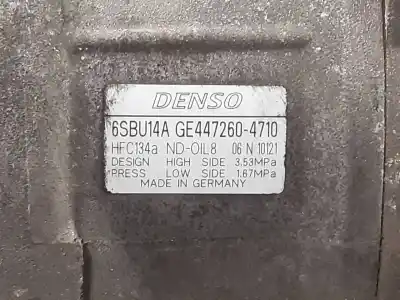 DENSO
6SBU14A GE447260-4710
HFC134a ND-OIL8 06 N 10121
DESIGN HIGH SIDE 3.53MPa
PRESS LOW SIDE 1.67MPa
MADE IN GERMANY